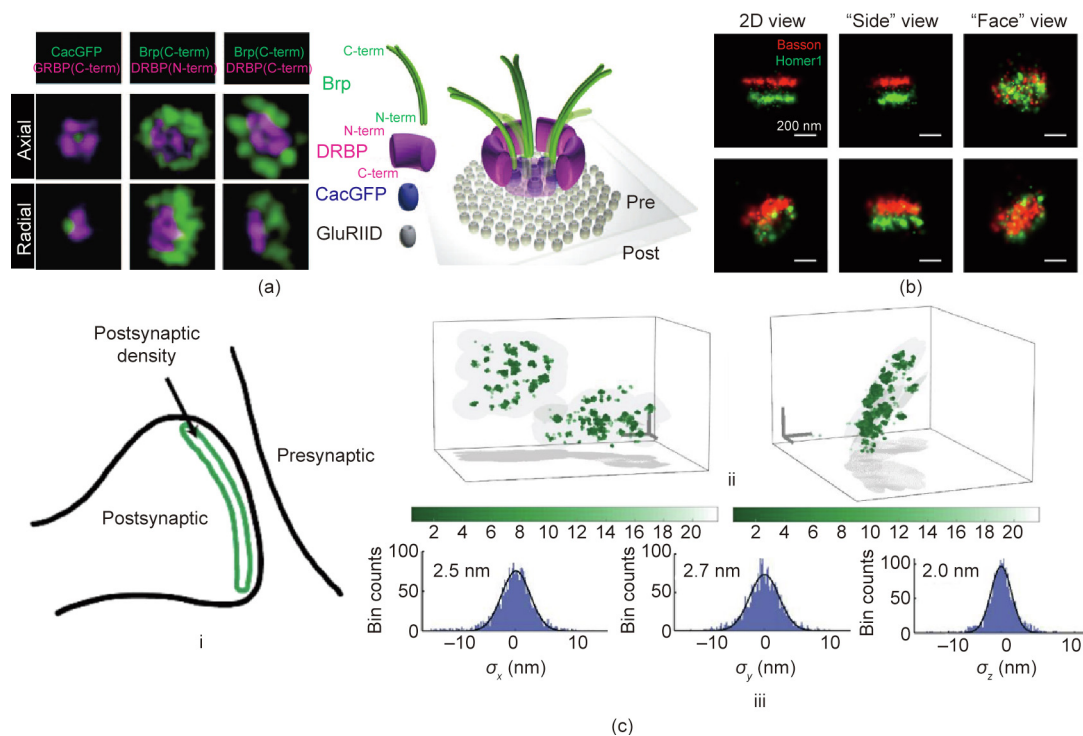 CacGFP
GRBP(C-term)
Brp(C-term)
DRBP(N-term)
Brp(C-term)
DRBP(C-term)
Axial
Radial
C-term
Brp
N-term
N-term
DRBP
C-term
CacGFP
GluRIID
Pre
Post
(a)
2D view
"Side" view
"Face" view
Basson
Homer1
200 nm
(b)
Postsynaptic
density
Presynaptic
Postsynaptic
i
ii
2 4 6 8 10 12 14 16 18 20
2 4 6 8 10 12 14 16 18 20
Bin counts
100
50
0
2.5 nm
−10 0 10
σx (nm)
Bin counts
100
50
0
2.7 nm
−10 0 10
σy (nm)
Bin counts
100
50
0
2.0 nm
−10 0 10
σz (nm)
iii
(c)